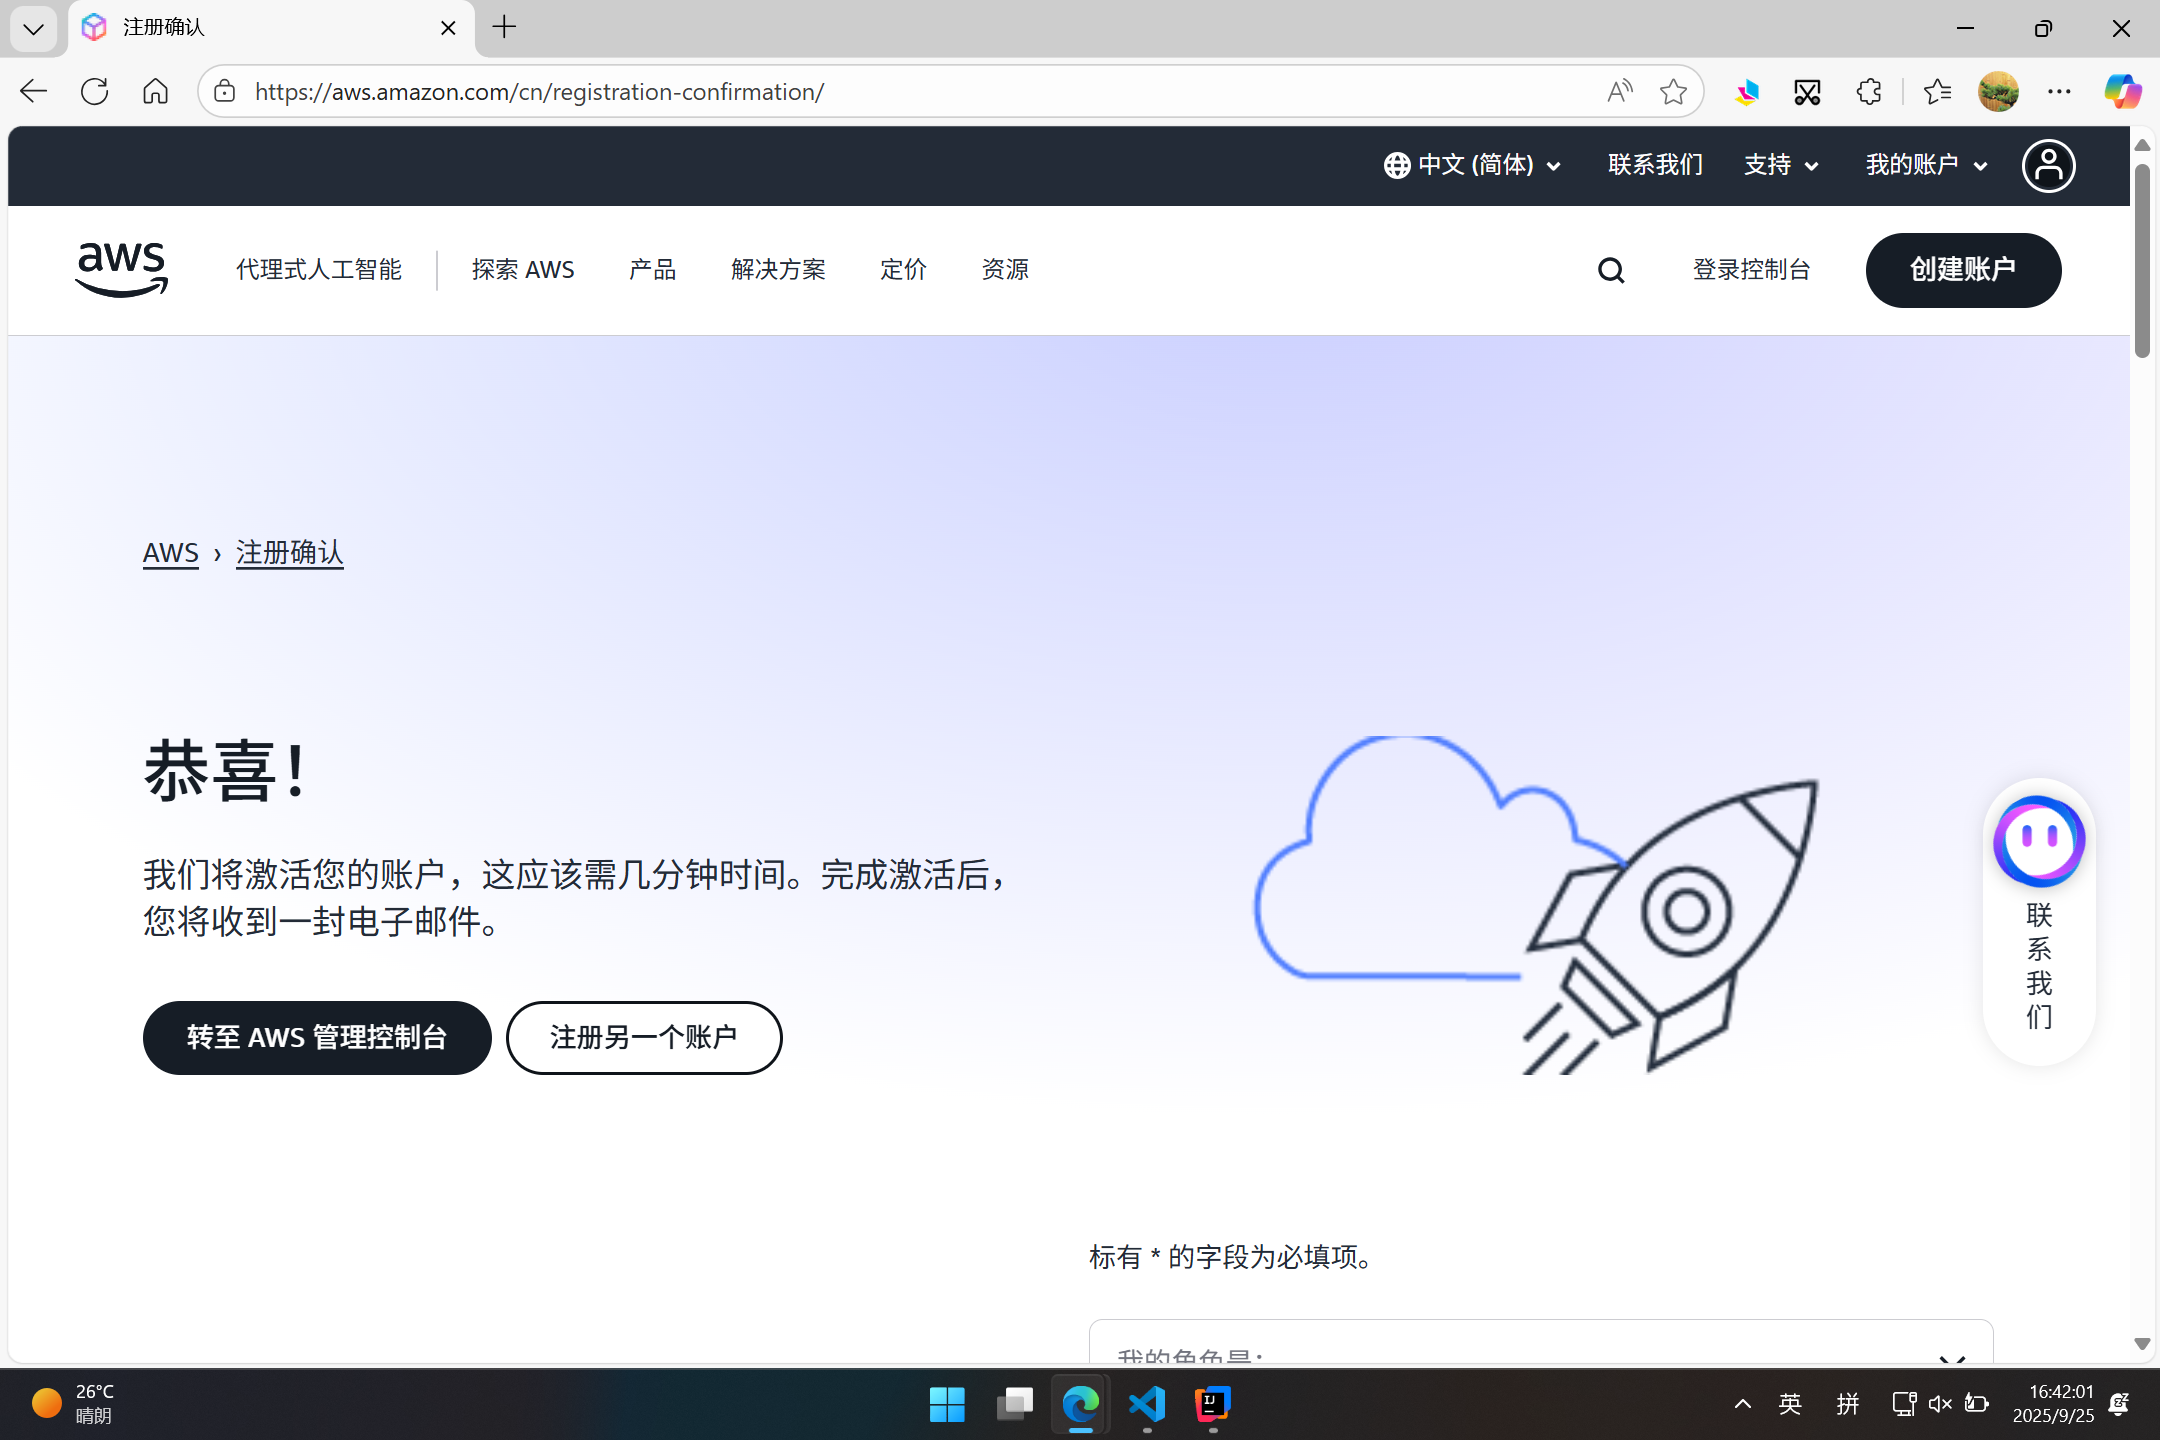 注册确认
https://aws.amazon.com/cn/registration-confirmation/
中文 (简体)
联系我们
支持
我的账户
aws
代理式人工智能
探索 AWS
产品
解决方案
定价
资源
登录控制台
创建账户
AWS › 注册确认
恭喜！
我们将激活您的账户，这应该需几分钟时间。完成激活后，
您将收到一封电子邮件。
转至 AWS 管理控制台
注册另一个账户
联系我们
标有 * 的字段为必填项。
我的角色是：
26°C
晴朗
英
拼
16:42:01
2025/9/25